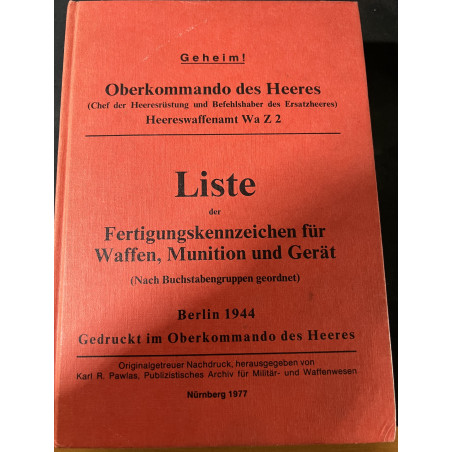 Geheim!
Oberkommando des Heeres
(Chef der Heeresrüstung und Befehlshaber des Ersatzheeres)
Heereswaffenamt Wa Z 2
Liste
der
Fertigungskennzeichen für
Waffen, Munition und Gerät
(Nach Buchstabengruppen geordnet)
Berlin 1944
Gedruckt im Oberkommando des Heeres
Originalgetreuer Nachdruck, herausgegeben von
Karl R. Pawlas, Publizistisches Archiv für Militär- und Waffenwesen
Nürnberg 1977